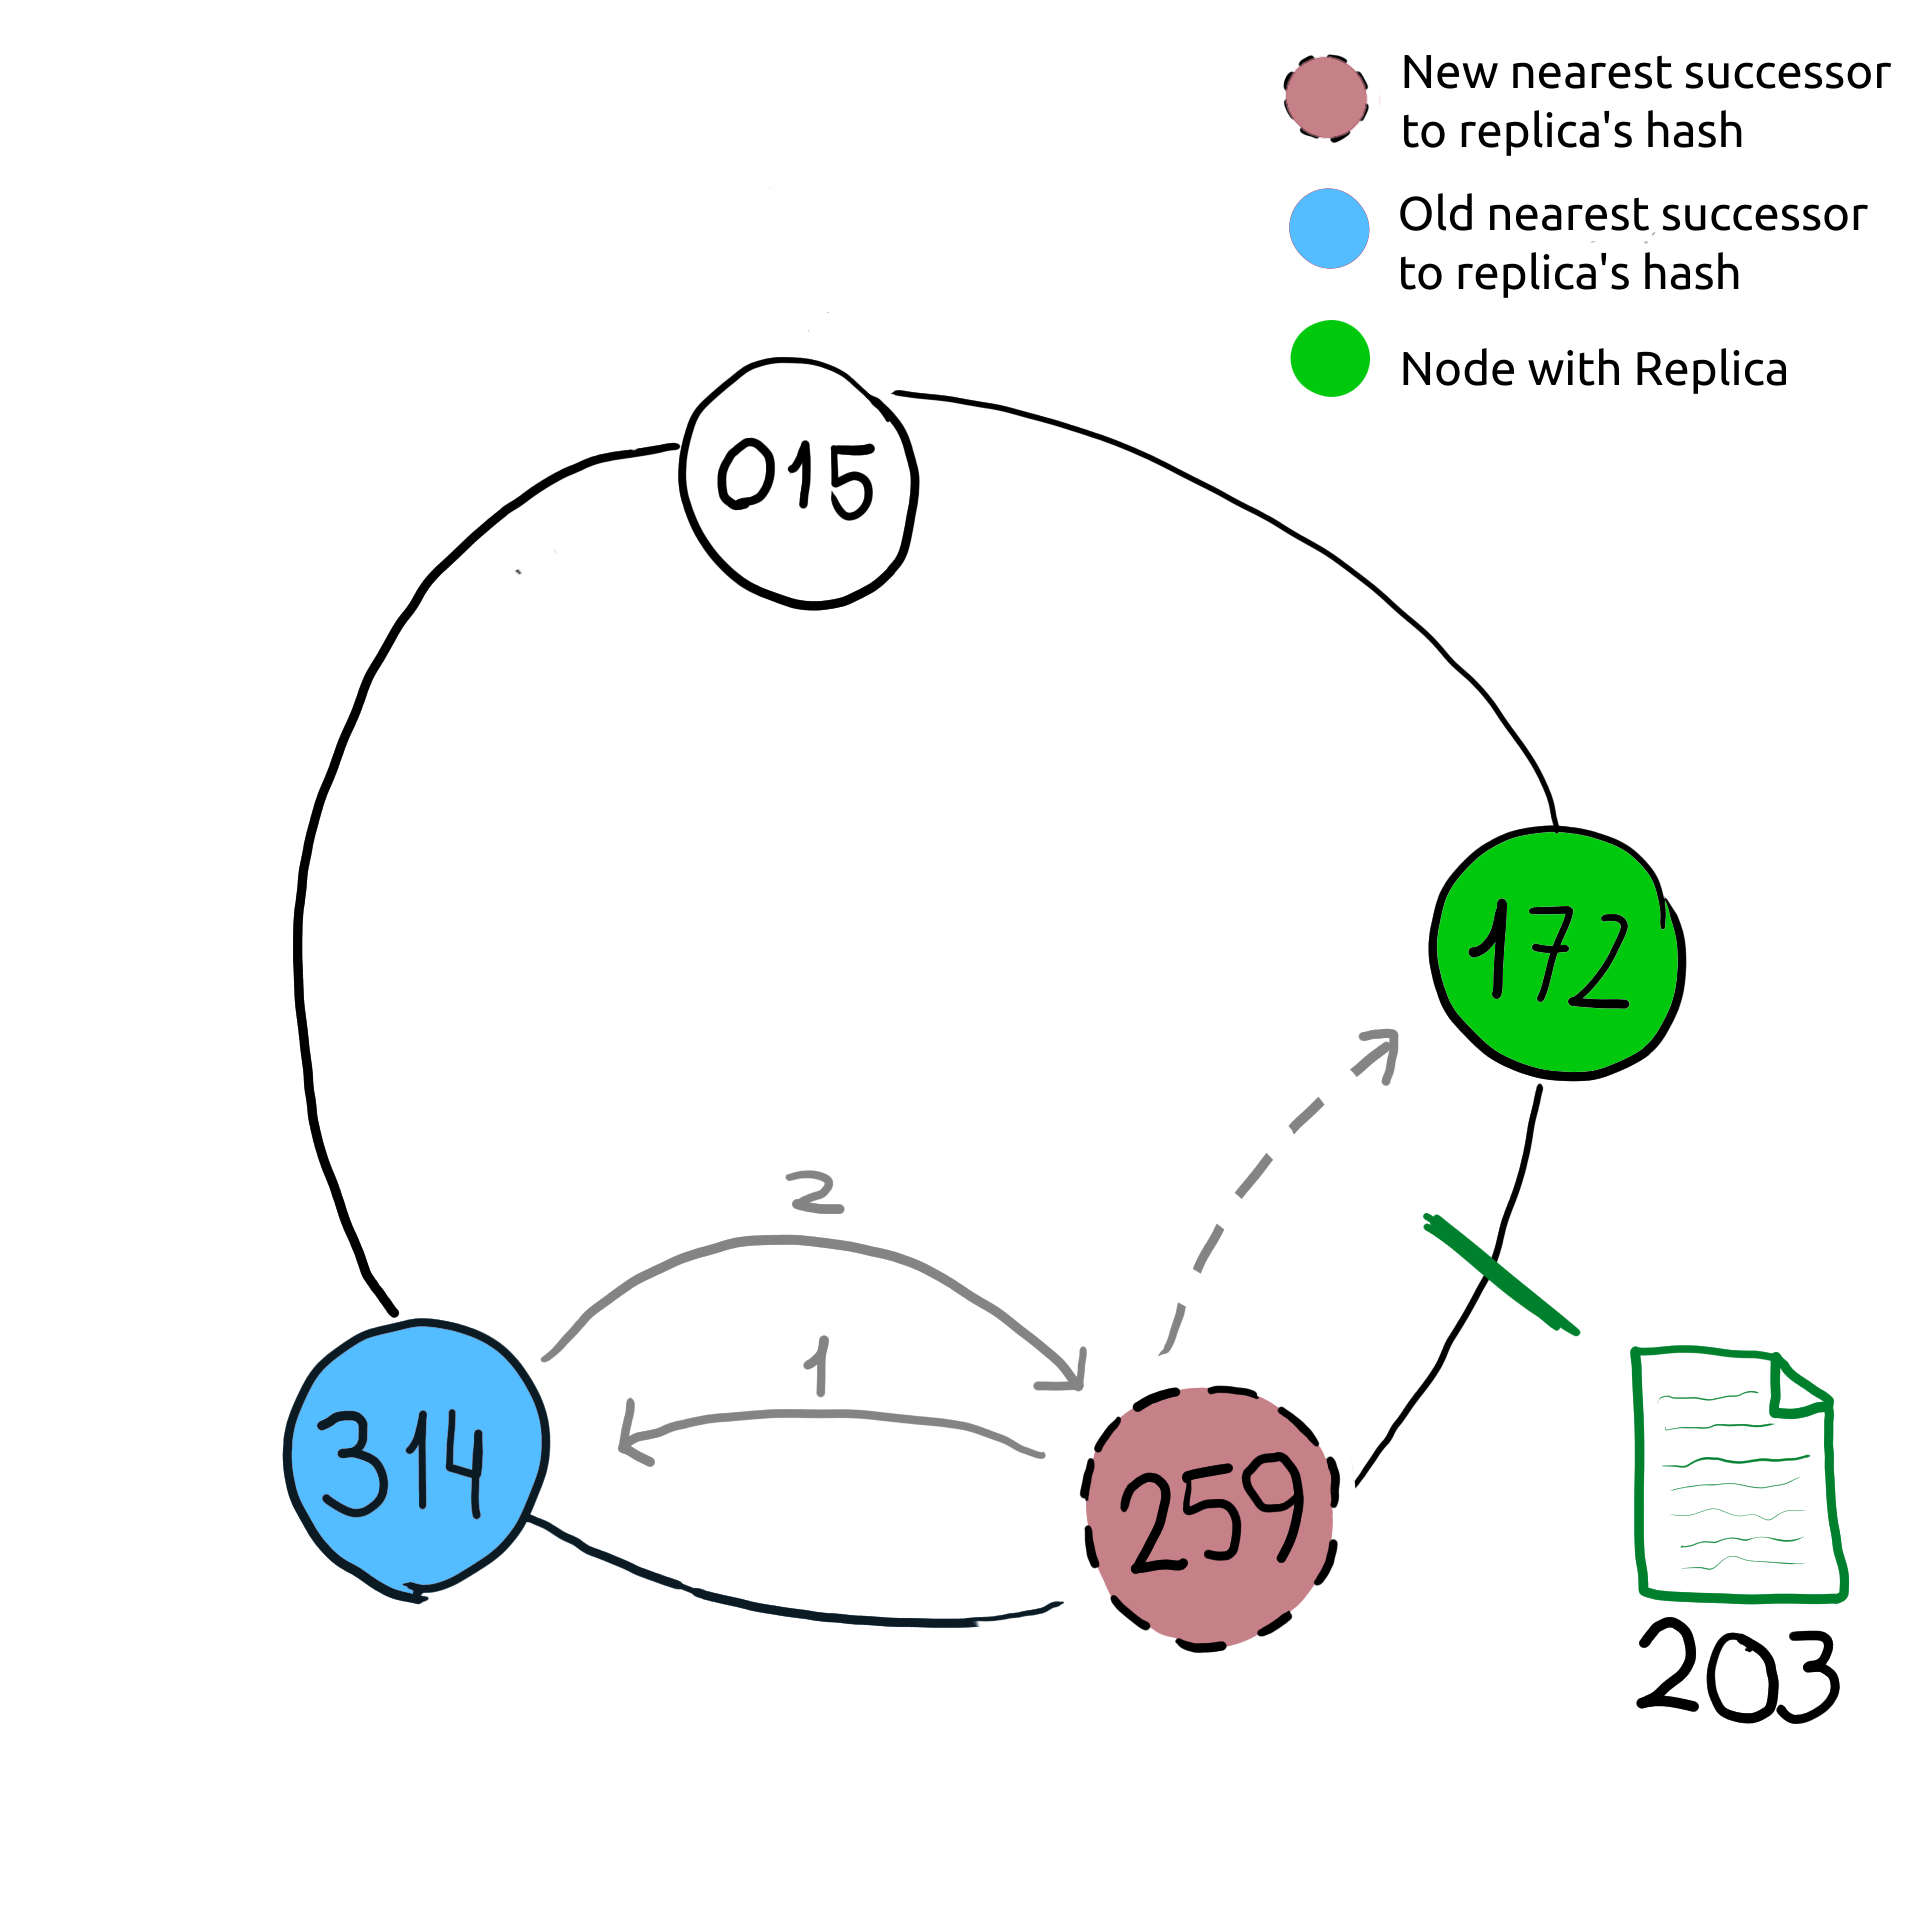 New nearest successor
to replica's hash
Old nearest successor
to replica's hash
Node with Replica
015
172
2
1
314
259
203